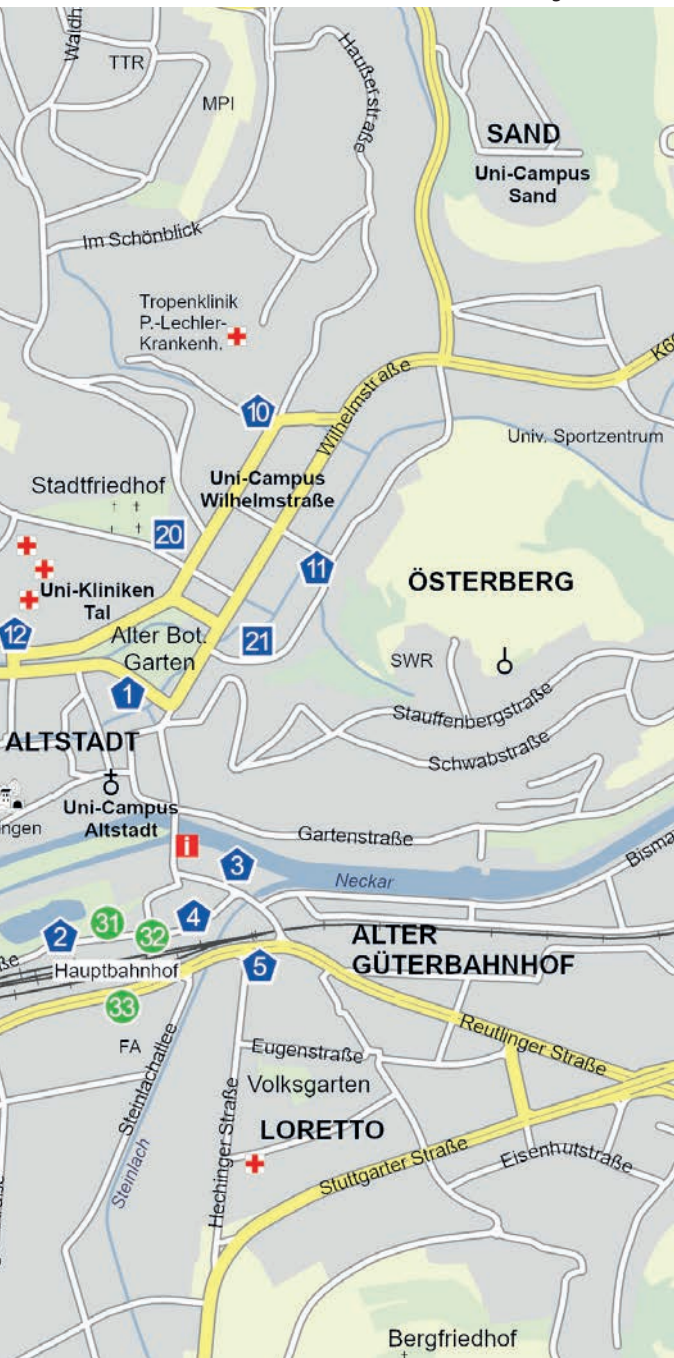 Waldh
TTR
MPI
Haußerstraße
SAND
Uni-Campus
Sand
Im Schönblick
Tropenklinik
P.-Lechler-
Krankenh.
Wilhelmstraße
10
Univ. Sportzentrum
Stadtfriedhof
Uni-Campus
Wilhelmstraße
20
11
ÖSTERBERG
Uni-Kliniken
Tal
12
Alter Bot.
Garten
21
SWR
1
Stauffenbergstraße
ALTSTADT
Schwabstraße
Uni-Campus
Altstadt
ingen
Gartenstraße
i
3
Neckar
Bisma
2
31
32
4
ALTER
GÜTERBAHNHOF
5
Hauptbahnhof
33
FA
Steinlachallee
Reutlinger Straße
Eugenstraße
Volksgarten
LORETTO
Hechinger Straße
Steinlach
Stuttgarter Straße
Eisenhutstraße
Bergfriedhof